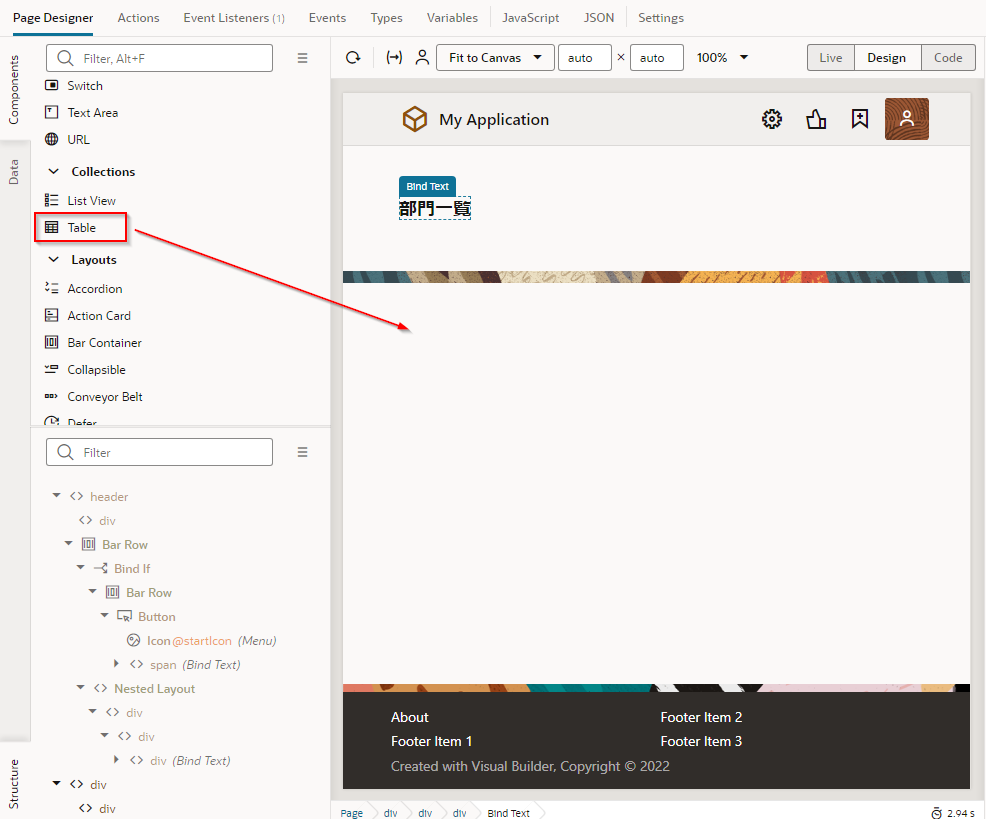 Page Designer Actions Event Listeners (1) Events Types Variables JavaScript JSON Settings
Components
Data
Structure
Filter, Alt+F
Switch
Text Area
URL
Collections
List View
Table
Layouts
Accordion
Action Card
Bar Container
Collapsible
Conveyor Belt
Defer
Filter
header
div
Bar Row
Bind If
Bar Row
Button
Icon@startIcon (Menu)
span (Bind Text)
Nested Layout
div
div
div (Bind Text)
div
div
Fit to Canvas auto × auto 100% Live Design Code
My Application
Bind Text
部門一覧
About Footer Item 2
Footer Item 1 Footer Item 3
Created with Visual Builder, Copyright © 2022
Page div div div Bind Text 2.94 s